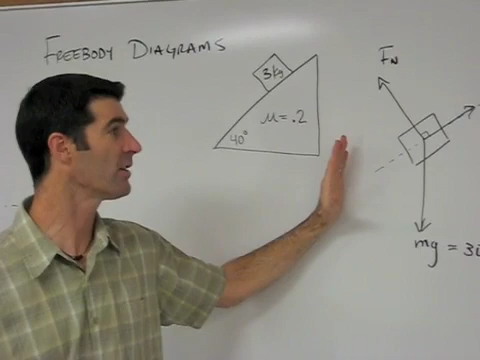 FREEBODY DIAGRAMS
3kg
μ = .2
40°
FN
mg = 3